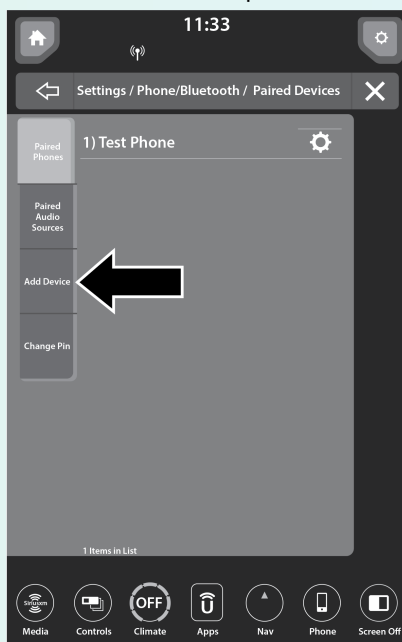 11:33
Settings / Phone/Bluetooth / Paired Devices
Paired
Phones
1) Test Phone
Paired
Audio
Sources
Add Device
Change Pin
1 Items in List
SiriusXM
OFF
Media Controls Climate Apps Nav Phone Screen Off